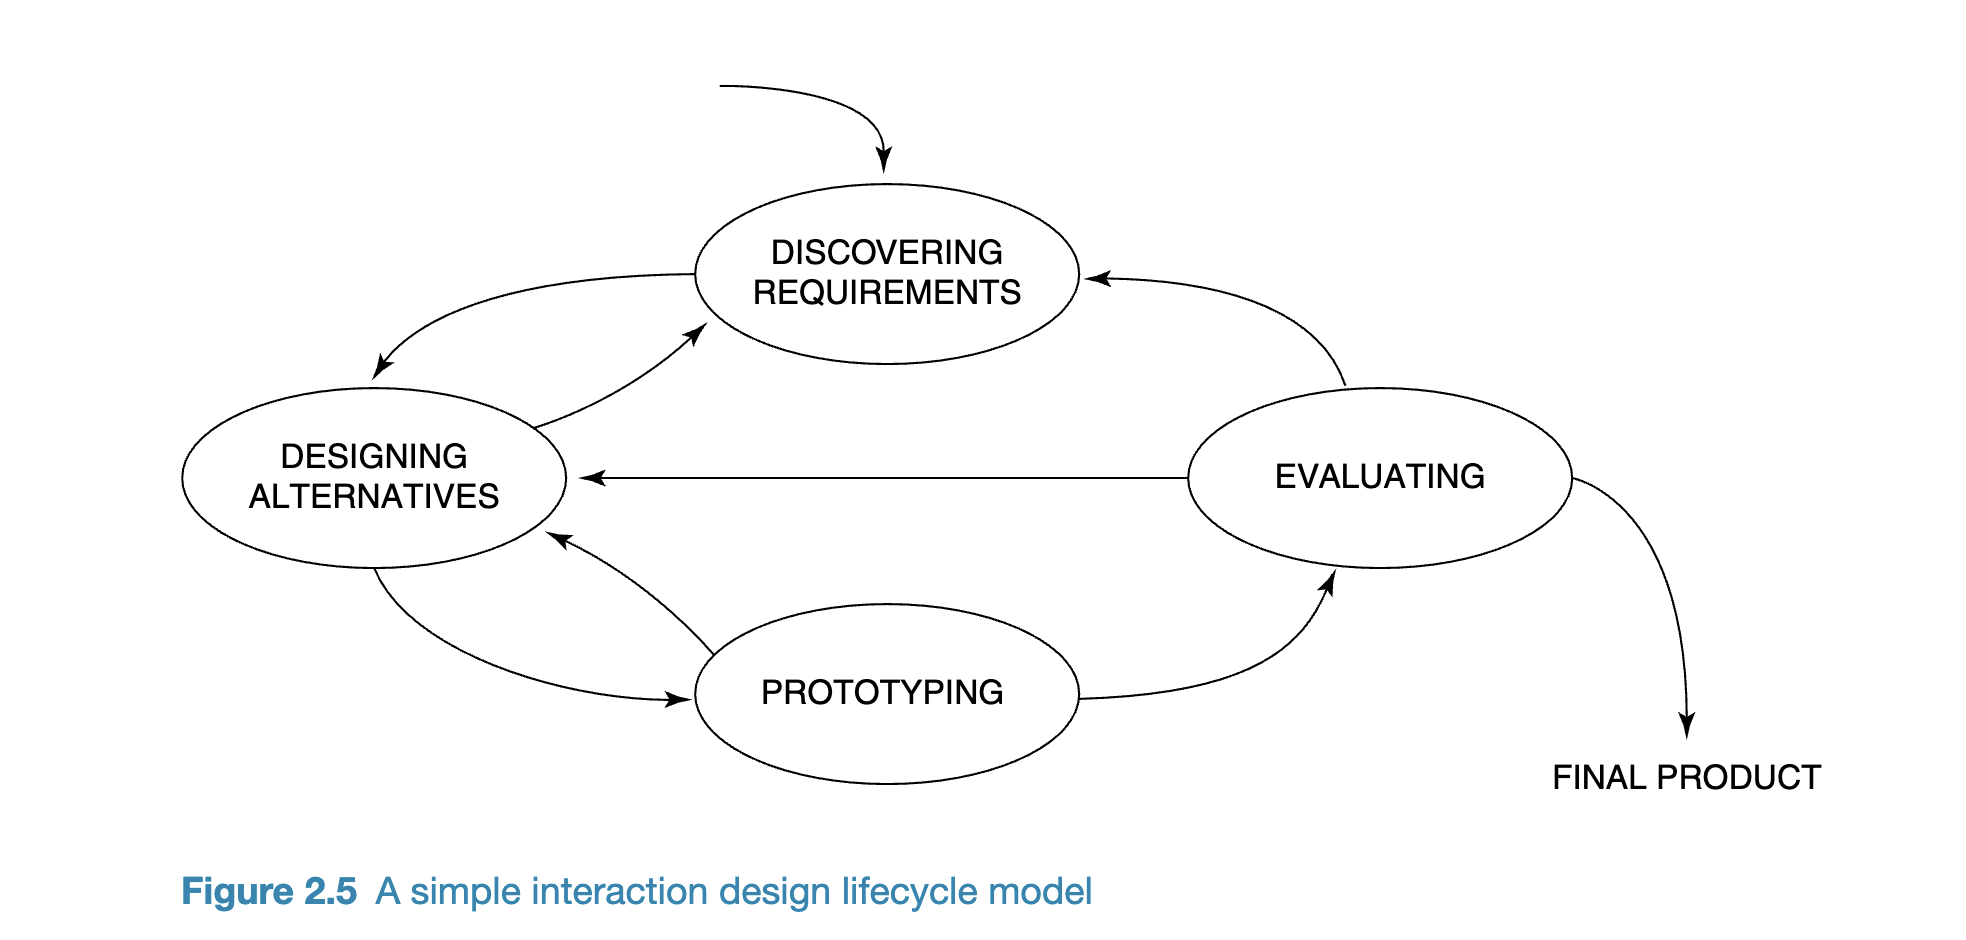 DISCOVERING
REQUIREMENTS
DESIGNING
ALTERNATIVES
EVALUATING
PROTOTYPING
FINAL PRODUCT
Figure 2.5 A simple interaction design lifecycle model